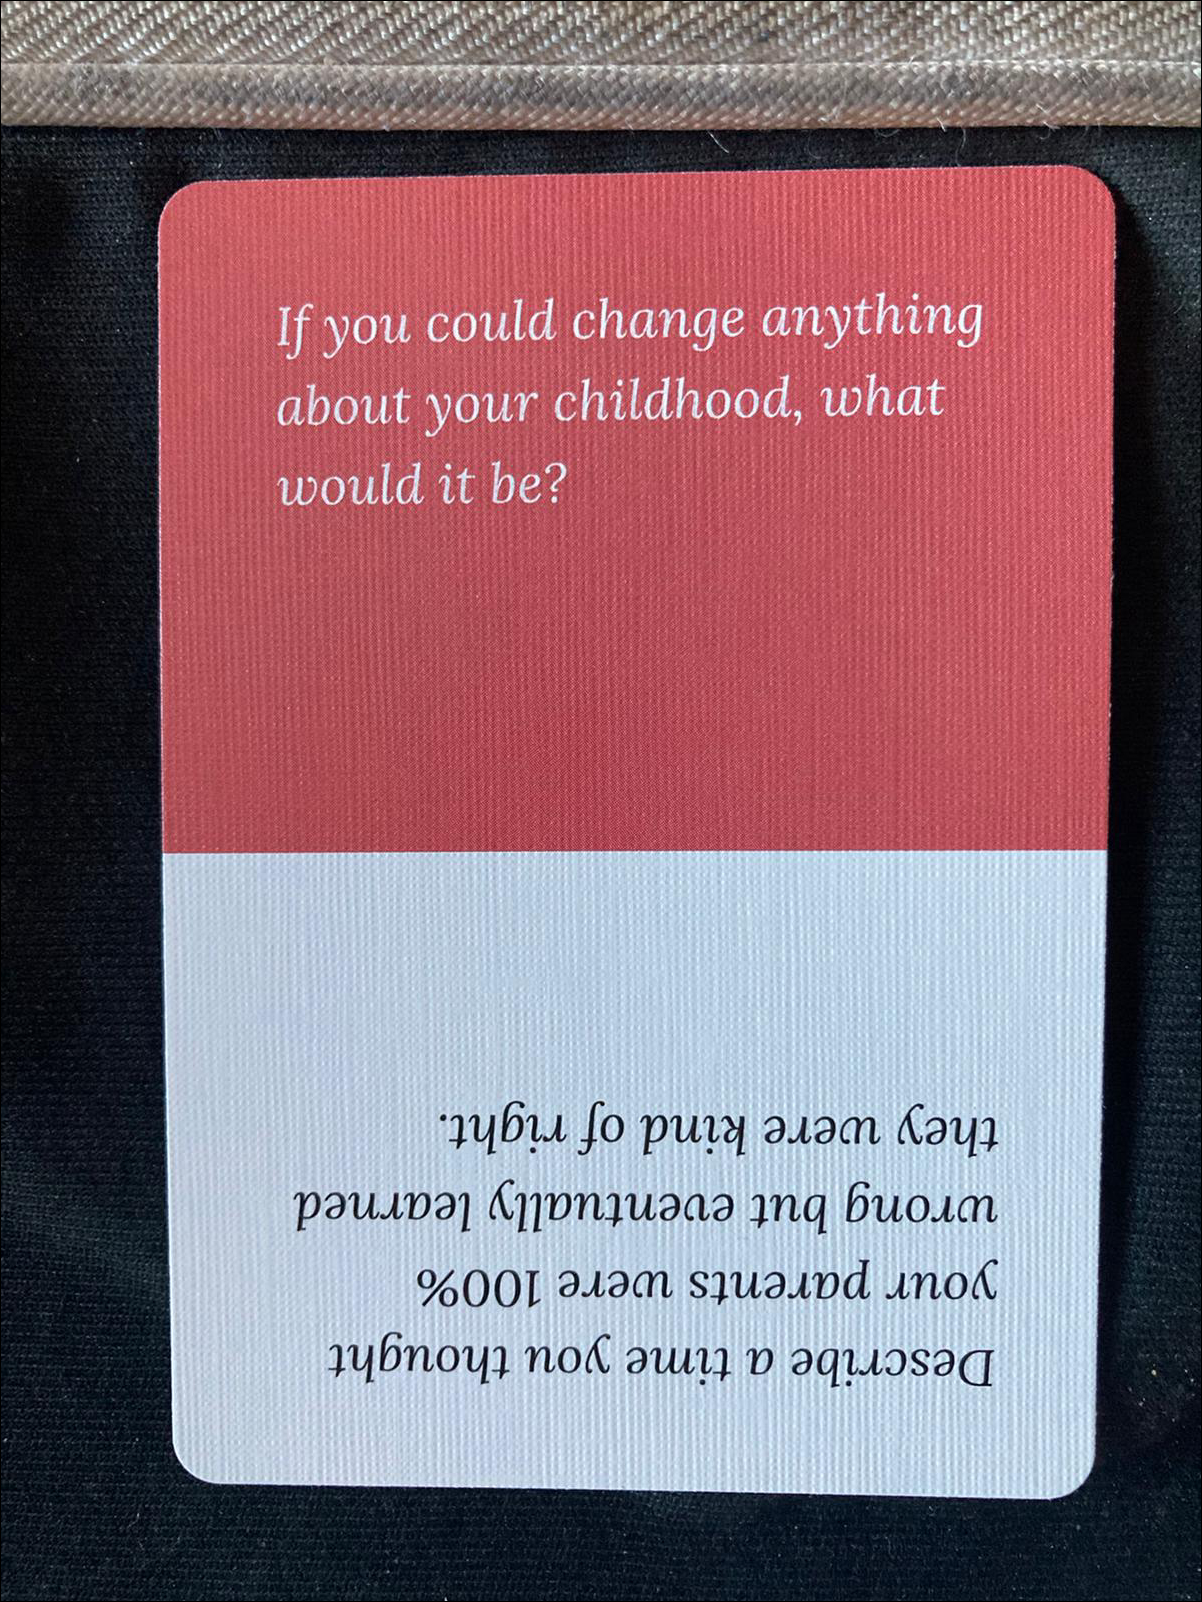 If you could change anything
about your childhood, what
would it be?
Describe a time you thought
your parents were 100%
wrong but eventually learned
they were kind of right.